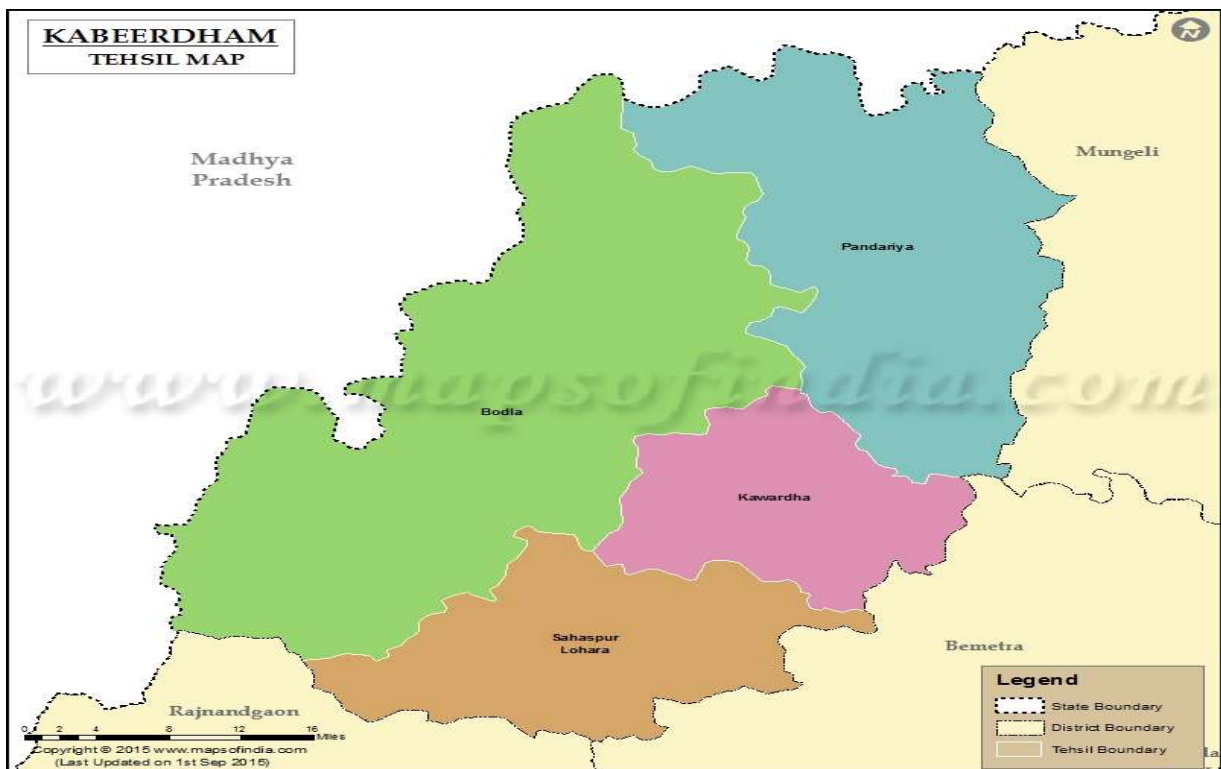 KABEERDHAM
TEHSIL MAP
N
Madhya
Pradesh
Mungeli
Pandariya
www.mapsofindia.com
Bodla
Kawardha
Sahaspur
Lohara
Bemetra
Rajnandgaon
0 2 4 8 12 16
Miles
Copyright © 2015 www.mapsofindia.com
(Last Updated on 1st Sep 2015)
Legend
State Boundary
District Boundary
Tehsil Boundary